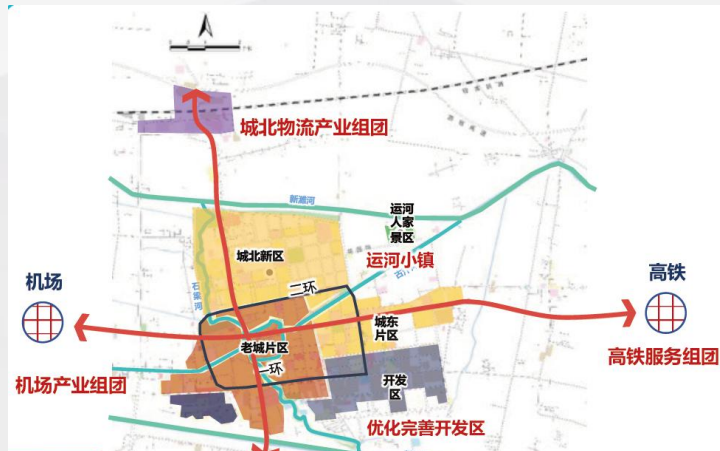 城北物流产业组团
新濉河
运河
人家
景区
城北新区
运河小镇
石梁河
机场
高铁
二环
城东
片区
老城片区
一环
高铁服务组团
机场产业组团
开发
区
优化完善开发区